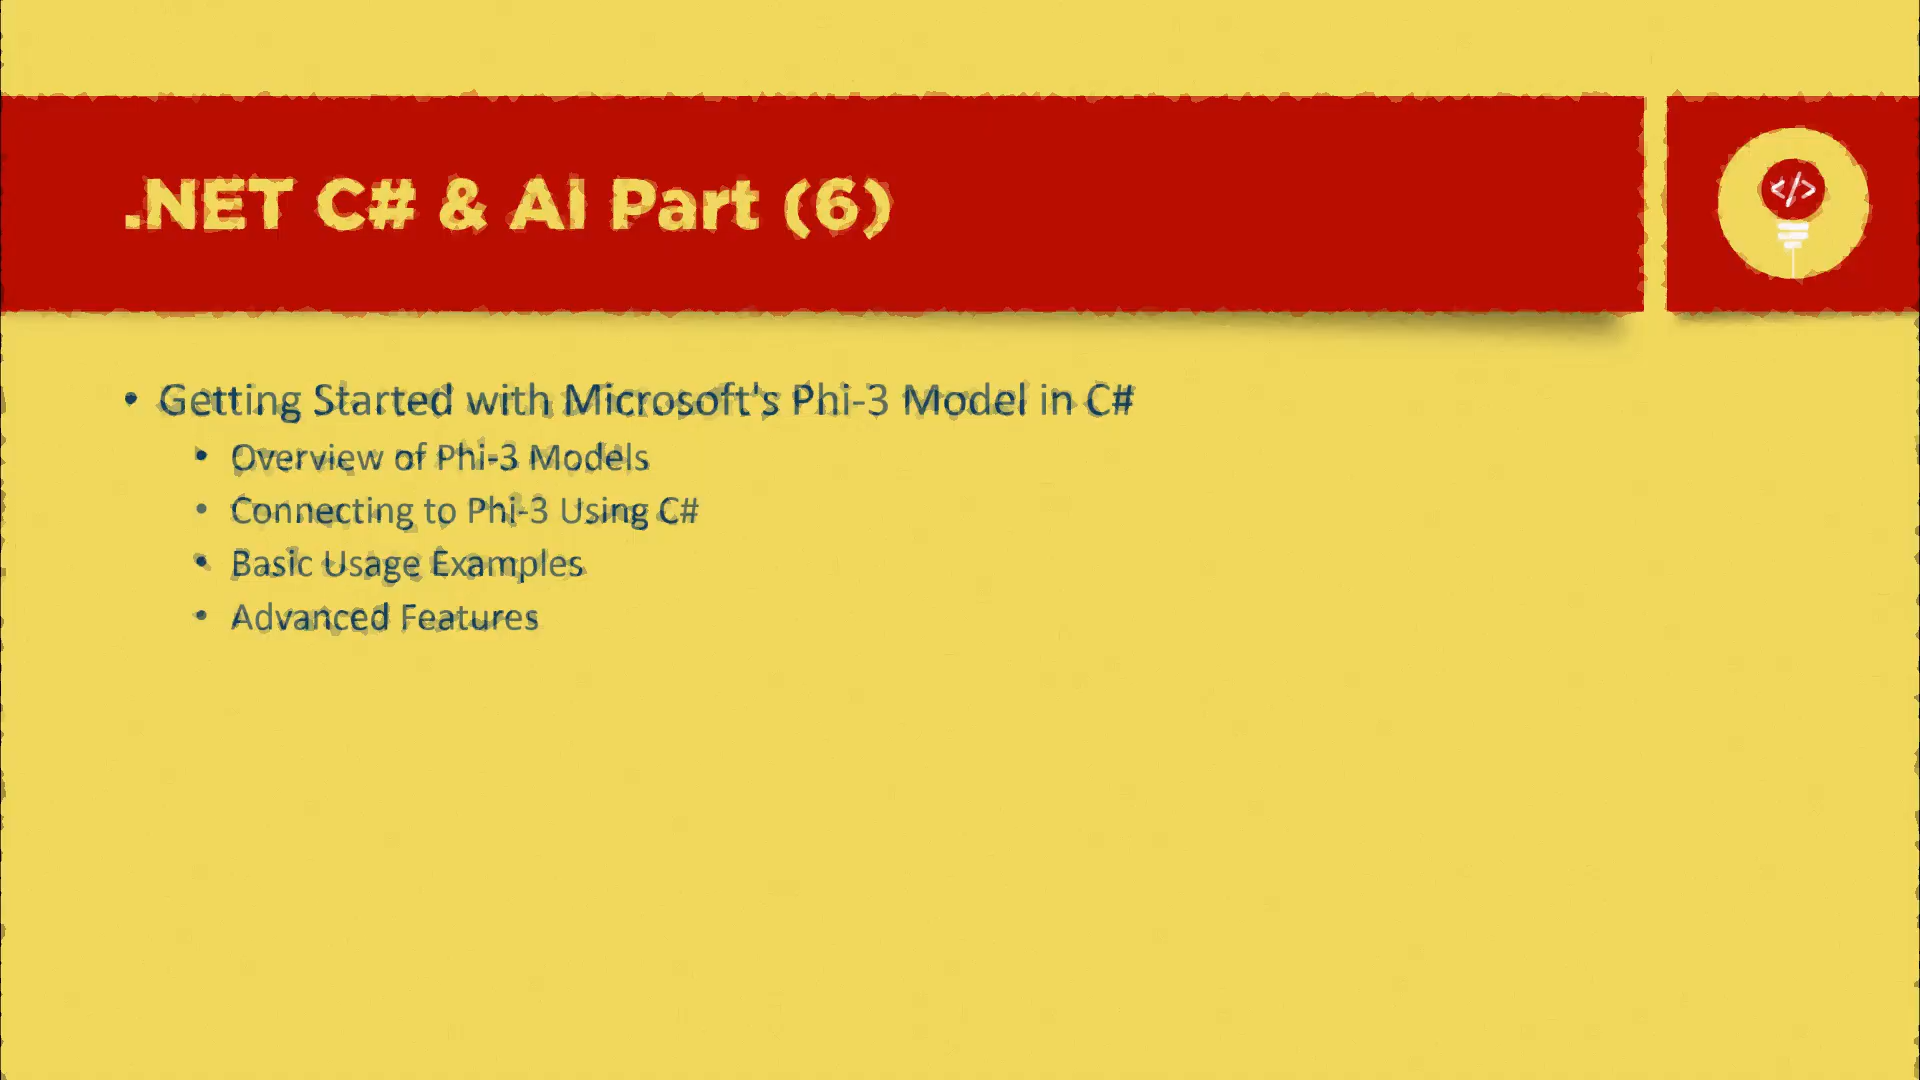 .NET C# & AI Part (6)
</>
• Getting Started with Microsoft's Phi-3 Model in C#
• Overview of Phi-3 Models
• Connecting to Phi-3 Using C#
• Basic Usage Examples
• Advanced Features